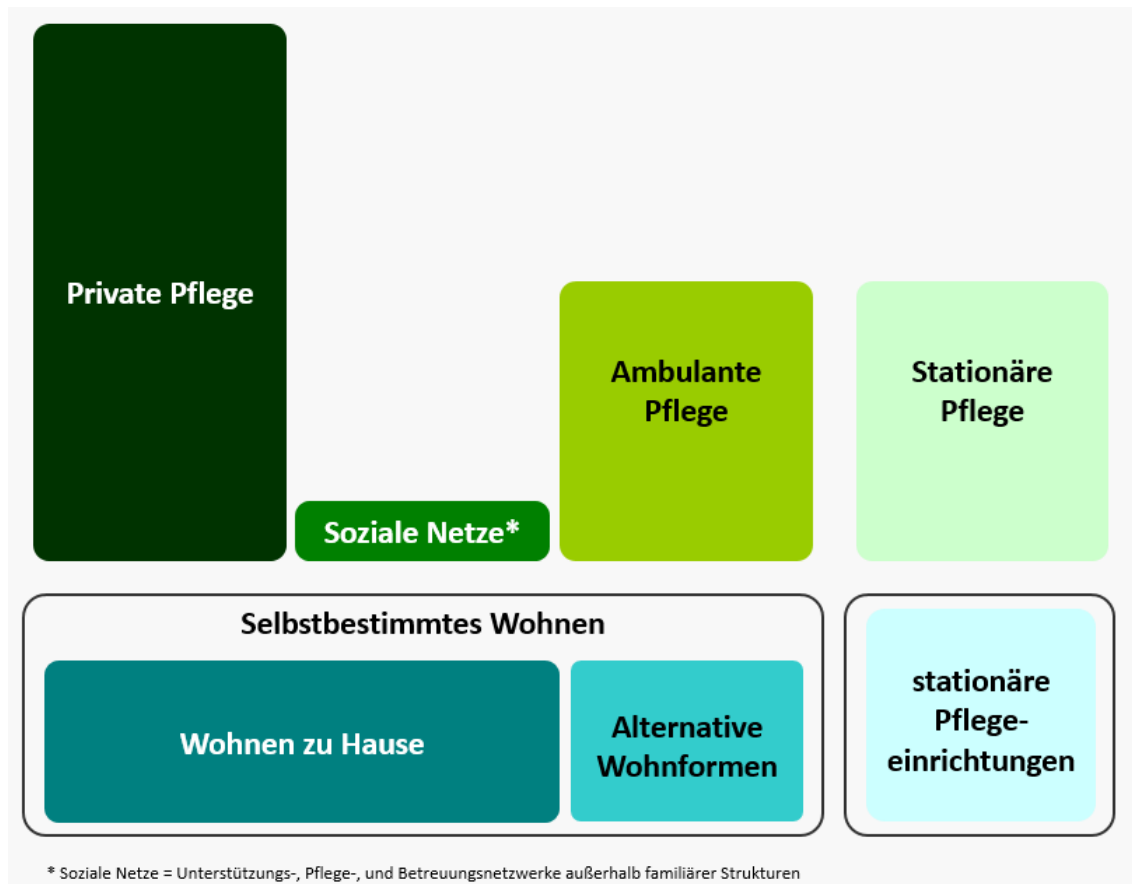 Private Pflege
Soziale Netze*
Ambulante
Pflege
Stationäre
Pflege
Selbstbestimmtes Wohnen
Wohnen zu Hause
Alternative
Wohnformen
stationäre
Pflege-
einrichtungen
* Soziale Netze = Unterstützungs-, Pflege-, und Betreuungsnetzwerke außerhalb familiärer Strukturen